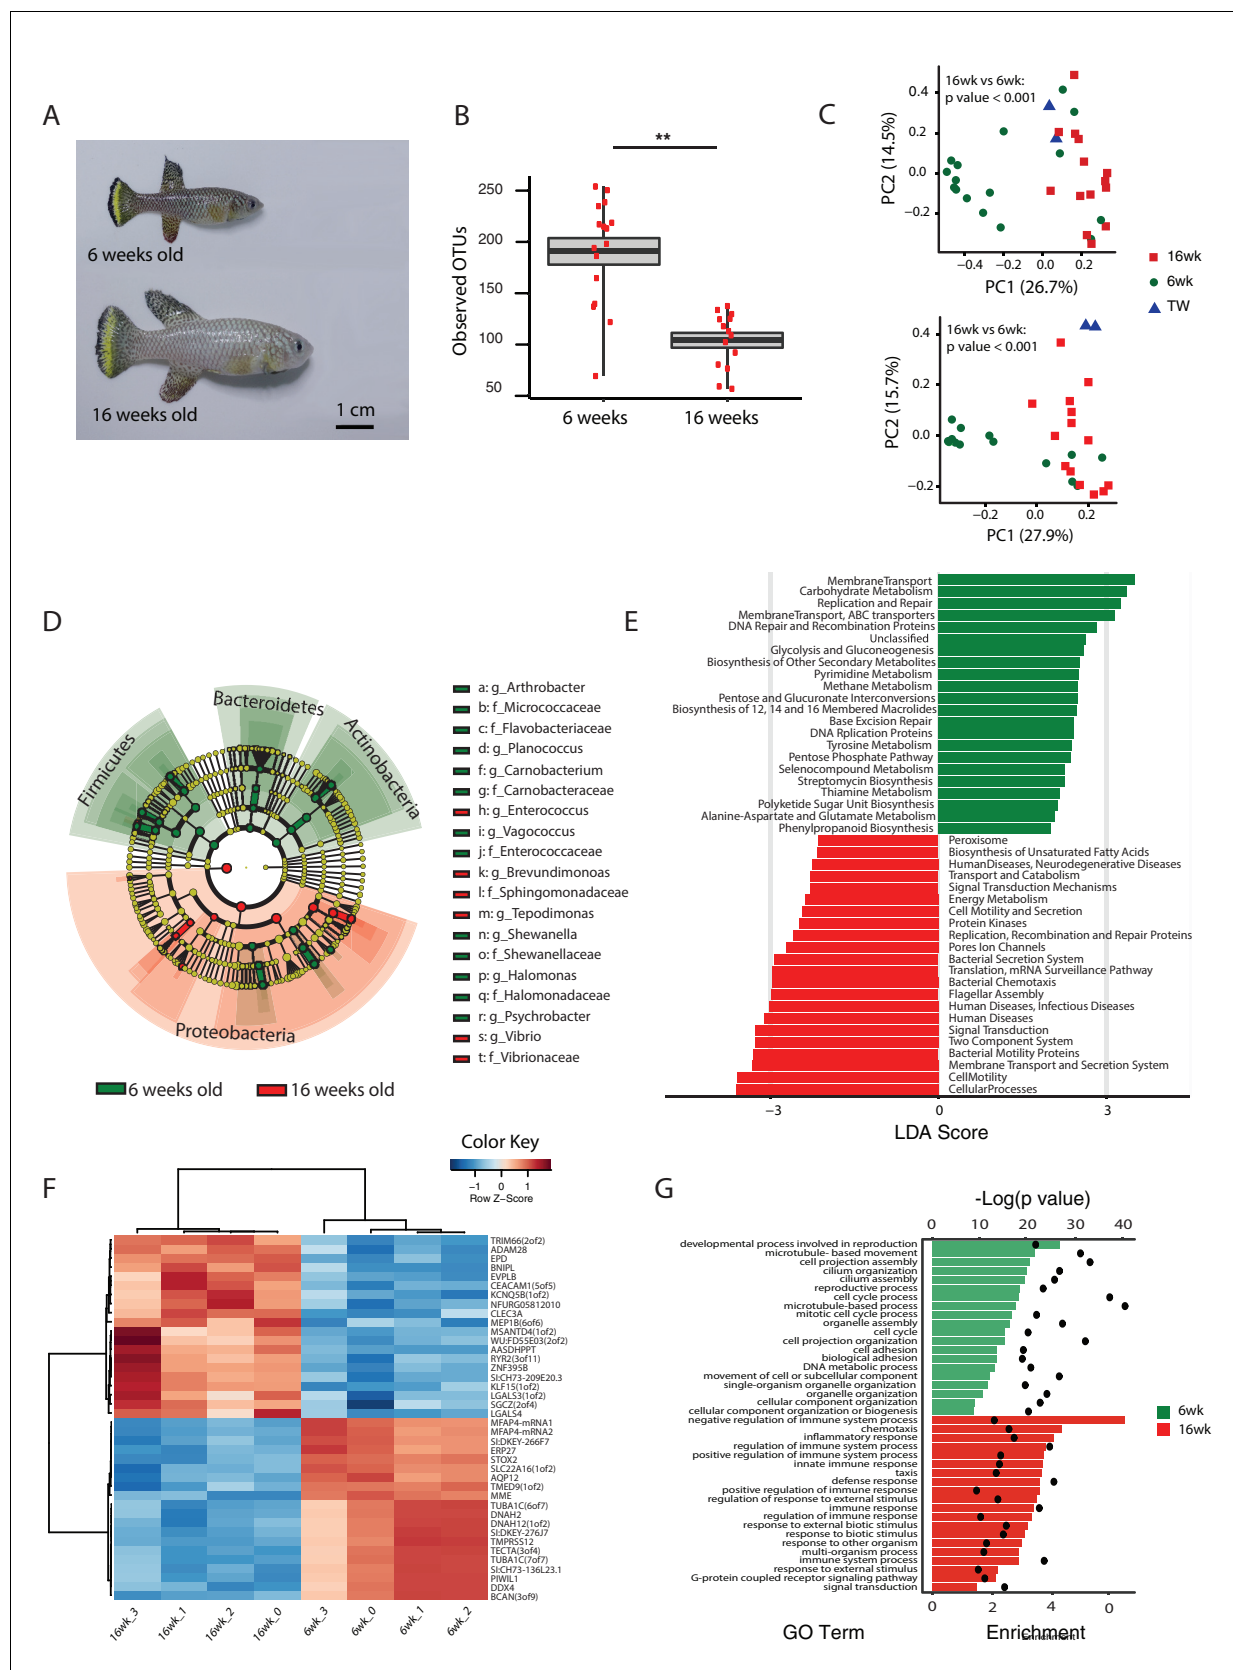 A
6 weeks old
16 weeks old
1 cm
B
**
Observed OTUs
250
200
150
100
50
6 weeks
16 weeks
C
16wk vs 6wk:
p value < 0.001
PC2 (14.5%)
0.4
0.2
0.0
−0.2
−0.4
−0.2
0.0
0.2
PC1 (26.7%)
16wk
6wk
TW
16wk vs 6wk:
p value < 0.001
PC2 (15.7%)
0.4
0.2
0.0
−0.2
−0.2
0.0
0.2
PC1 (27.9%)
D
Firmicutes
Bacteroidetes
Actinobacteria
Proteobacteria
a: g_Arthrobacter
b: f_Micrococcaceae
c: f_Flavobacteriaceae
d: g_Planococcus
f: g_Carnobacterium
g: f_Carnobacteraceae
h: g_Enterococcus
i: g_Vagococcus
j: f_Enterococcaceae
k: g_Brevundimonoas
l: f_Sphingomonadaceae
m: g_Tepodimonas
n: g_Shewanella
o: f_Shewanellaceae
p: g_Halomonas
q: f_Halomonadaceae
r: g_Psychrobacter
s: g_Vibrio
t: f_Vibrionaceae
6 weeks old
16 weeks old
E
MembraneTransport
Carbohydrate Metabolism
Replication and Repair
MembraneTransport, ABC transporters
DNA Repair and Recombination Proteins
Unclassified
Glycolysis and Gluconeogenesis
Biosynthesis of Other Secondary Metabolites
Pyrimidine Metabolism
Methane Metabolism
Pentose and Glucuronate Interconversions
Biosynthesis of 12, 14 and 16 Membered Macrolides
Base Excision Repair
DNA Rplication Proteins
Tyrosine Metabolism
Pentose Phosphate Pathway
Selenocompound Metabolism
Streptomycin Biosynthesis
Thiamine Metabolism
Polyketide Sugar Unit Biosynthesis
Alanine-Aspartate and Glutamate Metabolism
Phenylpropanoid Biosynthesis
Peroxisome
Biosynthesis of Unsaturated Fatty Acids
HumanDiseases, Neurodegenerative Diseases
Transport and Catabolism
Signal Transduction Mechanisms
Energy Metabolism
Cell Motility and Secretion
Protein Kinases
Replication, Recombination and Repair Proteins
Pores Ion Channels
Bacterial Secretion System
Translation, mRNA Surveillance Pathway
Bacterial Chemotaxis
Flagellar Assembly
Human Diseases, Infectious Diseases
Human Diseases
Signal Transduction
Two Component System
Bacterial Motility Proteins
Membrane Transport and Secretion System
CellMotility
CellularProcesses
−3
0
3
LDA Score
F
Color Key
−1
0
1
Row Z−Score
TRIM66(2of2)
ADAM28
EPD
BNIPL
EVPLB
CEACAM1(5of5)
KCNQ5B(1of2)
NFURG05812010
CLEC3A
MEP1B(6of6)
MSANTD4(1of2)
WU:FD55E03(2of2)
AASDHPPT
RYR2(3of11)
ZNF395B
SI:CH73-209E20.3
KLF15(1of2)
LGALS3(1of2)
SGCZ(2of4)
LGALS4
MFAP4-mRNA1
MFAP4-mRNA2
SI:DKEY-266F7
ERP27
STOX2
SLC22A16(1of2)
AQP12
TMED9(1of2)
MME
TUBA1C(6of7)
DNAH2
DNAH12(1of2)
SI:DKEY-276J7
TMPRSS12
TECTA(3of4)
TUBA1C(7of7)
SI:CH73-136L23.1
PIWIL1
DDX4
BCAN(3of9)
16wk_3
16wk_1
16wk_2
16wk_0
6wk_3
6wk_0
6wk_1
6wk_2
G
-Log(p value)
0
10
20
30
40
developmental process involved in reproduction
microtubule- based movement
cell projection assembly
cilium organization
cilium assembly
reproductive process
cell cycle process
microtubule-based process
mitotic cell cycle process
organelle assembly
cell cycle
cell projection organization
cell adhesion
biological adhesion
DNA metabolic process
movement of cell or subcellular component
single-organism organelle organization
organelle organization
cellular component organization
cellular component organization or biogenesis
negative regulation of immune system process
chemotaxis
inflammatory response
regulation of immune system process
positive regulation of immune system process
innate immune response
taxis
defense response
positive regulation of immune response
regulation of response to external stimulus
immune response
regulation of immune response
response to external biotic stimulus
response to biotic stimulus
response to other organism
multi-organism process
immune system process
response to external stimulus
G-protein coupled receptor signaling pathway
signal transduction
6wk
16wk
0
2
4
0
GO Term
Enrichment
Enrichment